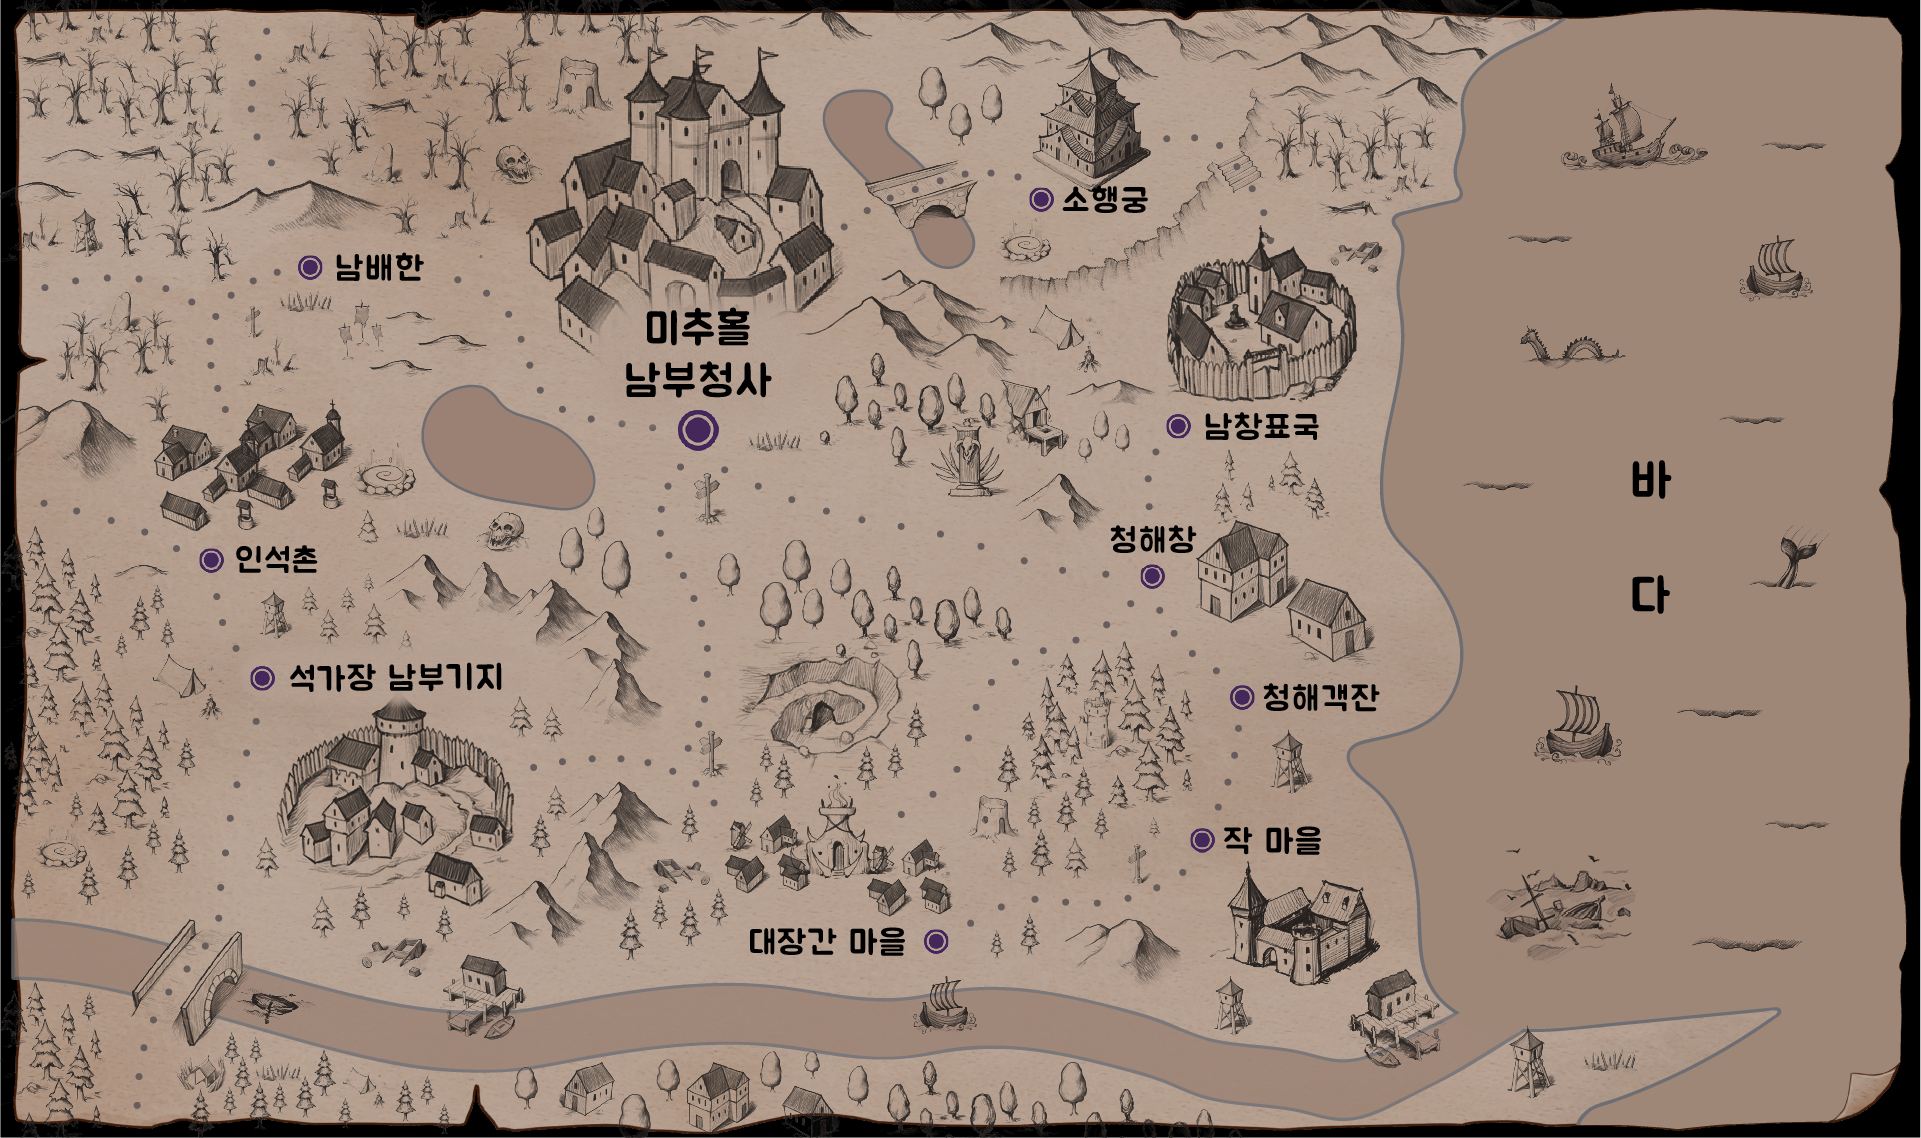 소행궁
남배한
미추홀
남부청사
남창표국
바
다
청해창
인석촌
석가장 남부기지
청해객잔
작 마을
대장간 마을